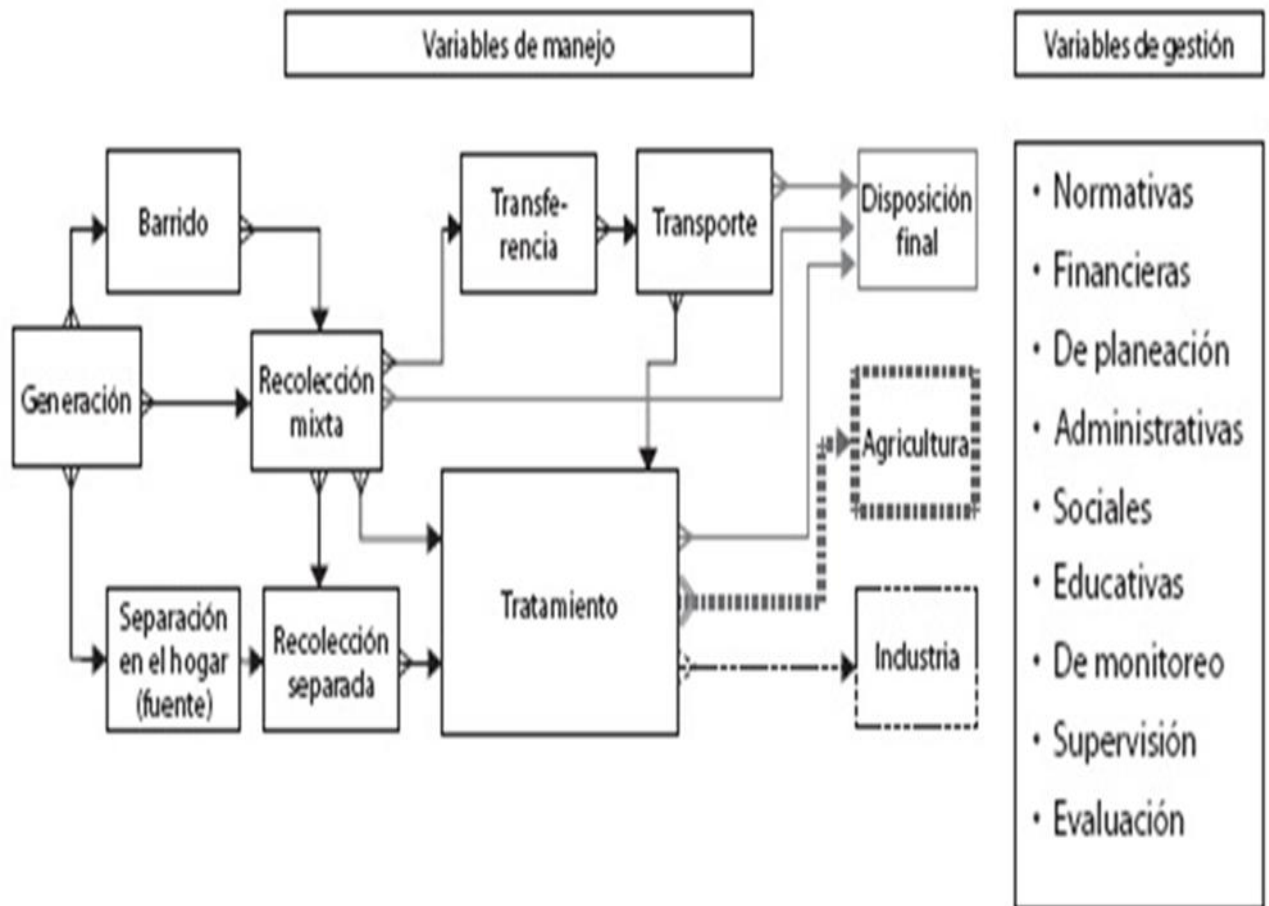 Variables de manejo
Variables de gestión
Barrido
Transfe-
rencia
Transporte
Disposición
final
Generación
Recolección
mixta
Agricultura
Tratamiento
Separación
en el hogar
(fuente)
Recolección
separada
Industria
• Normativas
• Financieras
• De planeación
• Administrativas
• Sociales
• Educativas
• De monitoreo
• Supervisión
• Evaluación